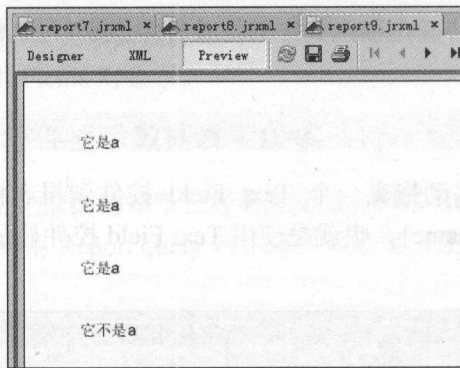 report7.jrxml × report8.jrxml × report9.jrxml ×
Designer XML Preview
它是a
它是a
它是a
它不是a